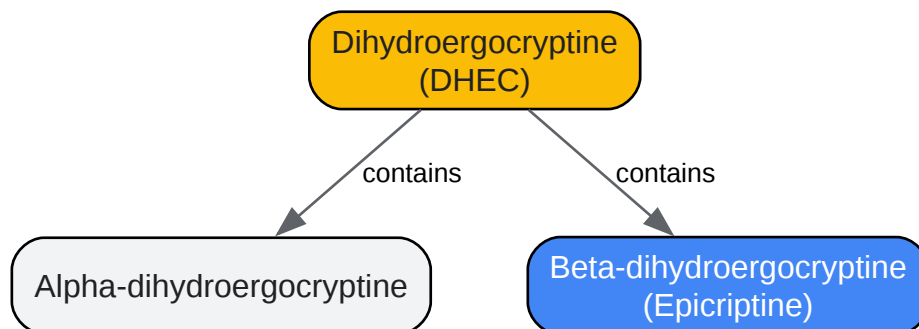 Dihydroergocryptine
(DHEC)
contains
contains
Alpha-dihydroergocryptine
Beta-dihydroergocryptine
(Epicriptine)